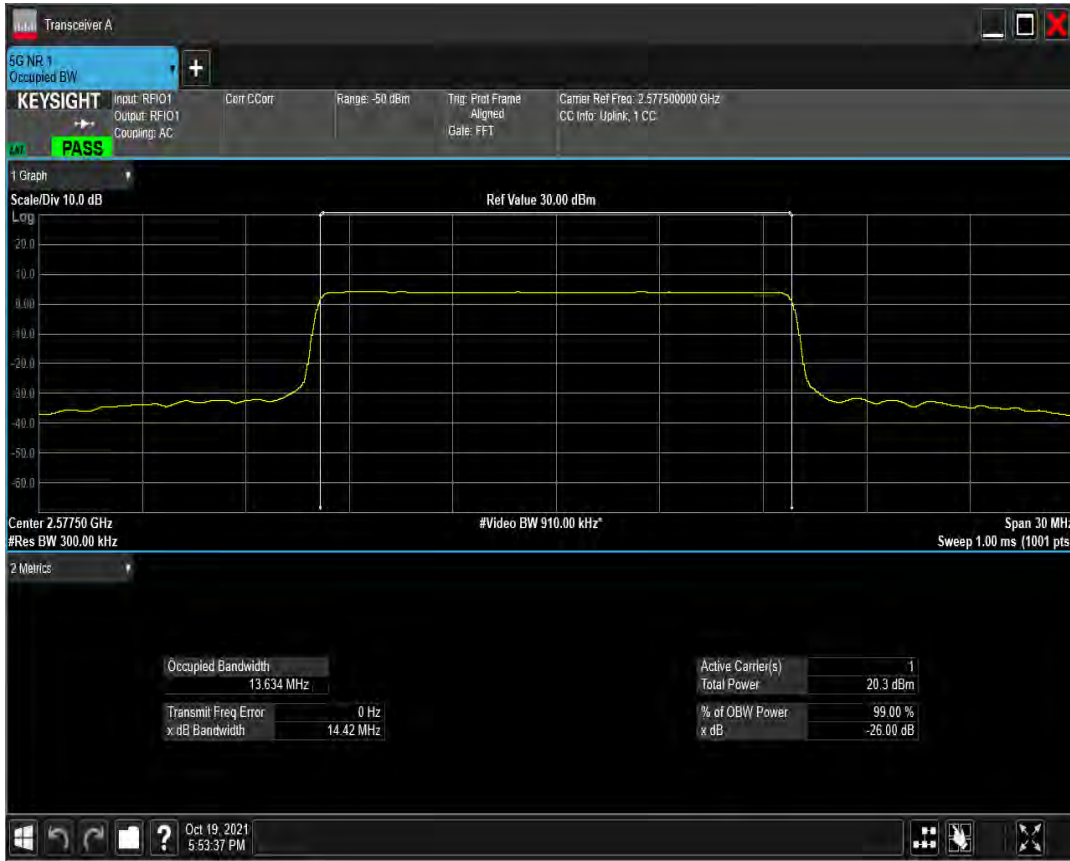 Transceiver A
5G NR 1
Occupied BW
+
KEYSIGHT
Input: RFIO1
Output: RFIO1
Coupling: AC
Corr CCorr
Range: -50 dBm
Trig: Prot Frame
Aligned
Gate: FFT
Carrier Ref Freq: 2.577500000 GHz
CC Info: Uplink, 1 CC
PASS
1 Graph
Scale/Div 10.0 dB
Ref Value 30.00 dBm
Log
20.0
10.0
0.00
-10.0
-20.0
-30.0
-40.0
-50.0
-60.0
Center 2.57750 GHz
#Video BW 910.00 kHz*
Span 30 MHz
#Res BW 300.00 kHz
Sweep 1.00 ms (1001 pts
2 Metrics
Occupied Bandwidth
13.634 MHz
Transmit Freq Error 0 Hz
x dB Bandwidth 14.42 MHz
Active Carrier(s) 1
Total Power 20.3 dBm
% of OBW Power 99.00 %
x dB -26.00 dB
?
Oct 19, 2021
5:53:37 PM